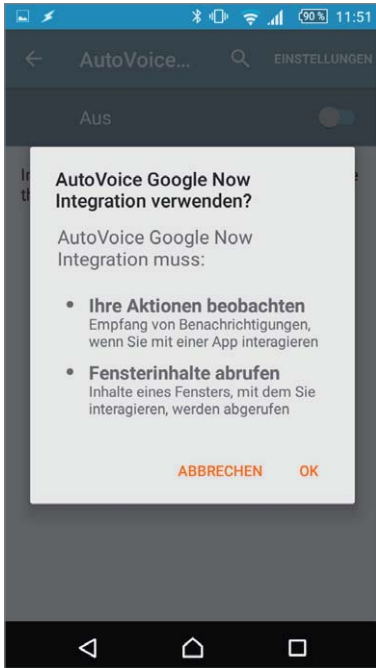 90% 11:51
AutoVoice... EINSTELLUNGEN
Aus
AutoVoice Google Now
Integration verwenden?
AutoVoice Google Now
Integration muss:
• Ihre Aktionen beobachten
Empfang von Benachrichtigungen,
wenn Sie mit einer App interagieren
• Fensterinhalte abrufen
Inhalte eines Fensters, mit dem Sie
interagieren, werden abgerufen
ABBRECHEN OK